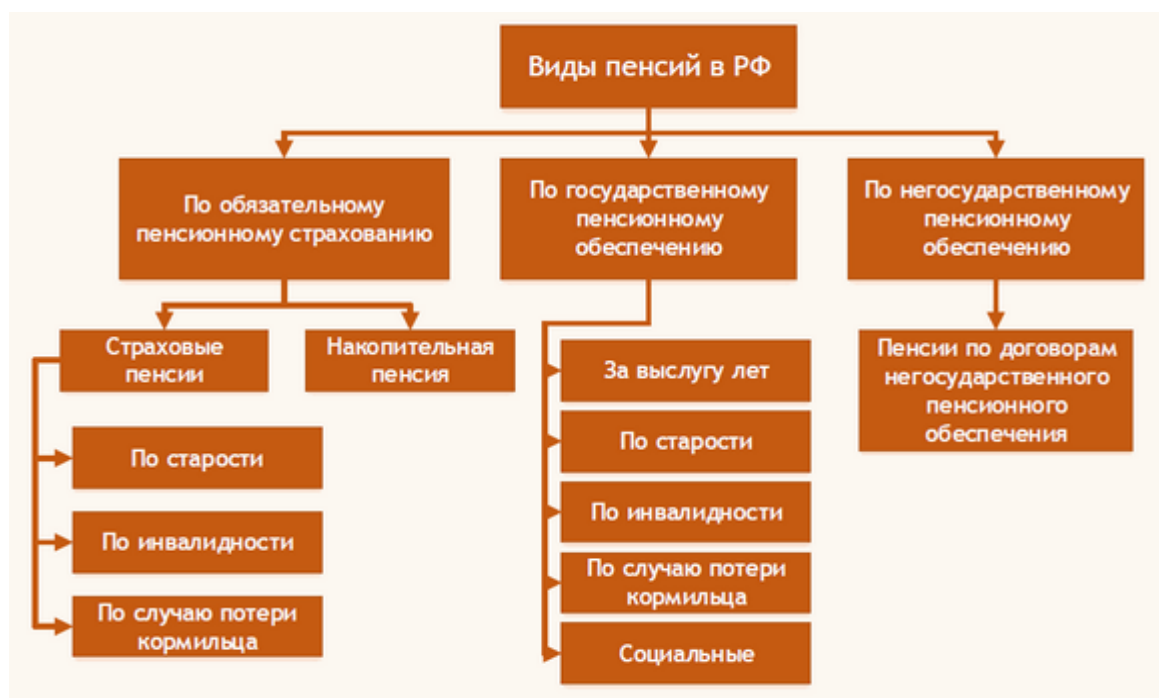 Виды пенсий в РФ
По обязательному
пенсионному страхованию
По государственному
пенсионному
обеспечению
По негосударственному
пенсионному
обеспечению
Страховые
пенсии
Накопительная
пенсия
По старости
По инвалидности
По случаю потери
кормильца
За выслугу лет
По старости
По инвалидности
По случаю потери
кормильца
Социальные
Пенсии по договорам
негосударственного
пенсионного
обеспечения